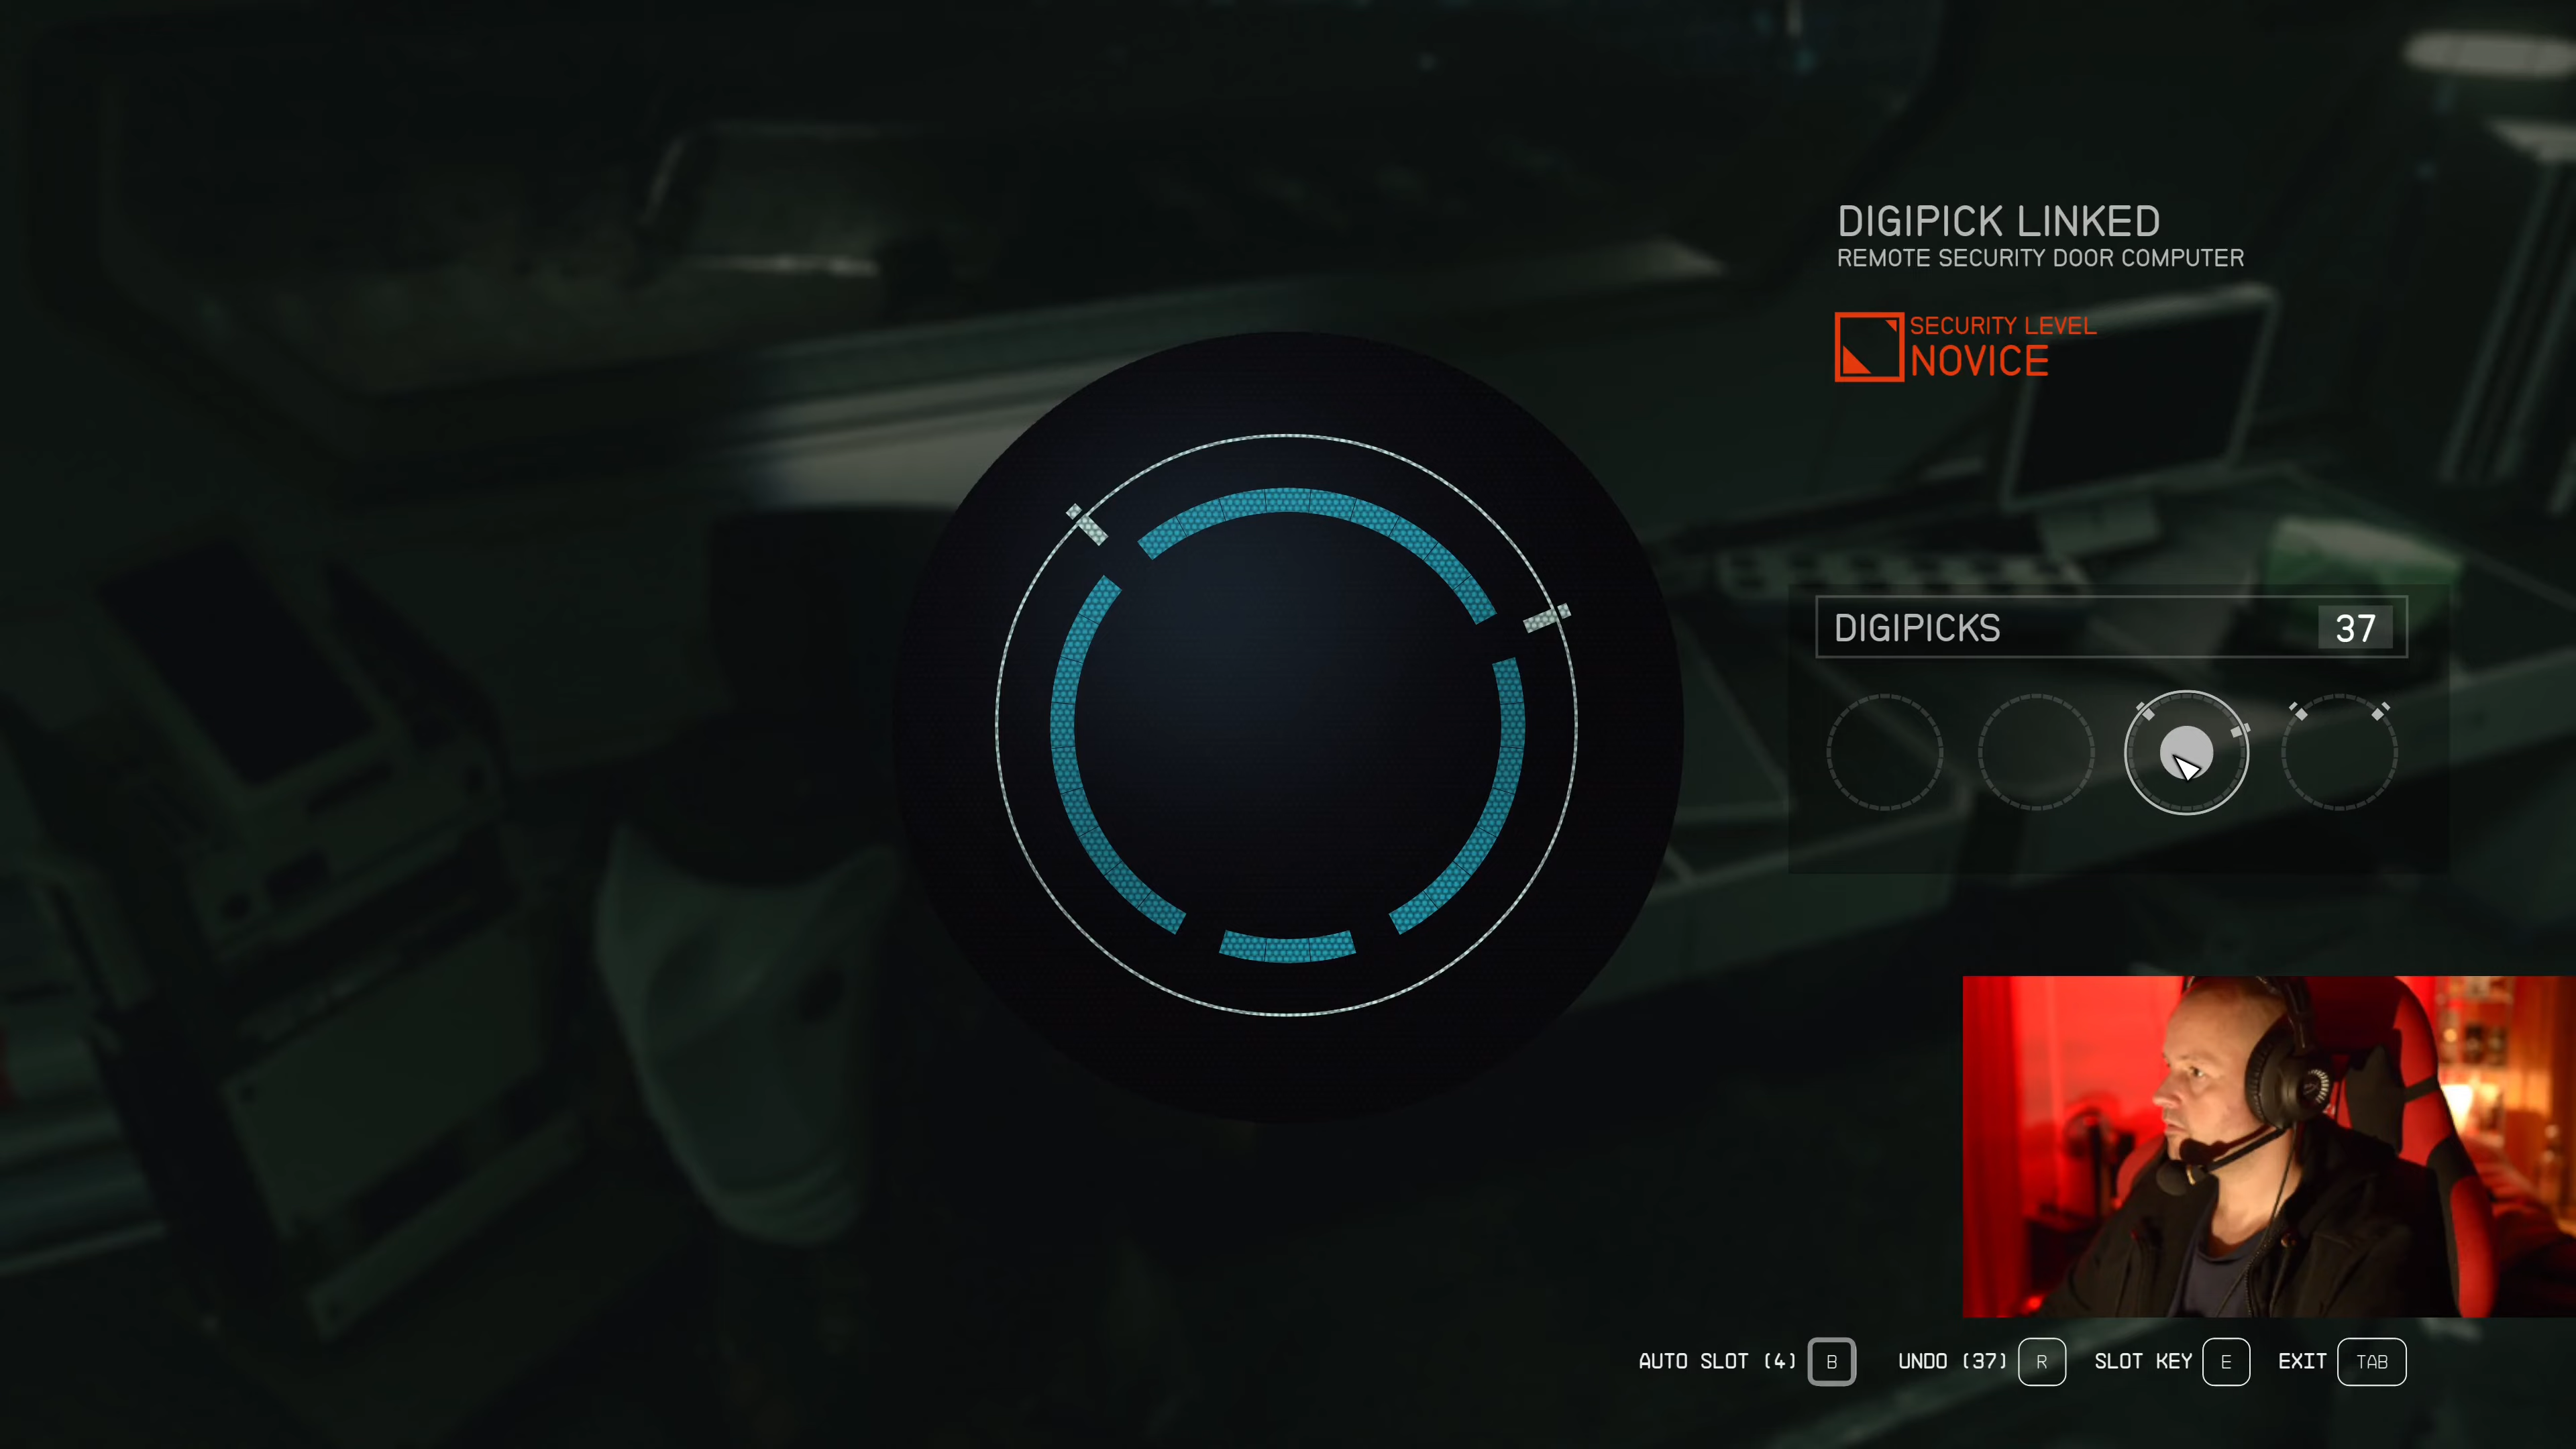 DIGIPICK LINKED
REMOTE SECURITY DOOR COMPUTER
SECURITY LEVEL
NOVICE
DIGIPICKS 37
AUTO SLOT (4) B UNDO (37) R SLOT KEY E EXIT TAB